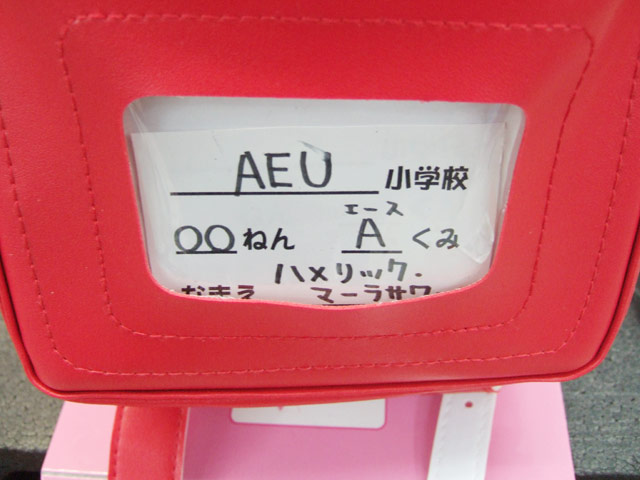 AEU 小学校
エース
○○ねん A くみ
ハメリック.
なまえ マーラサワ